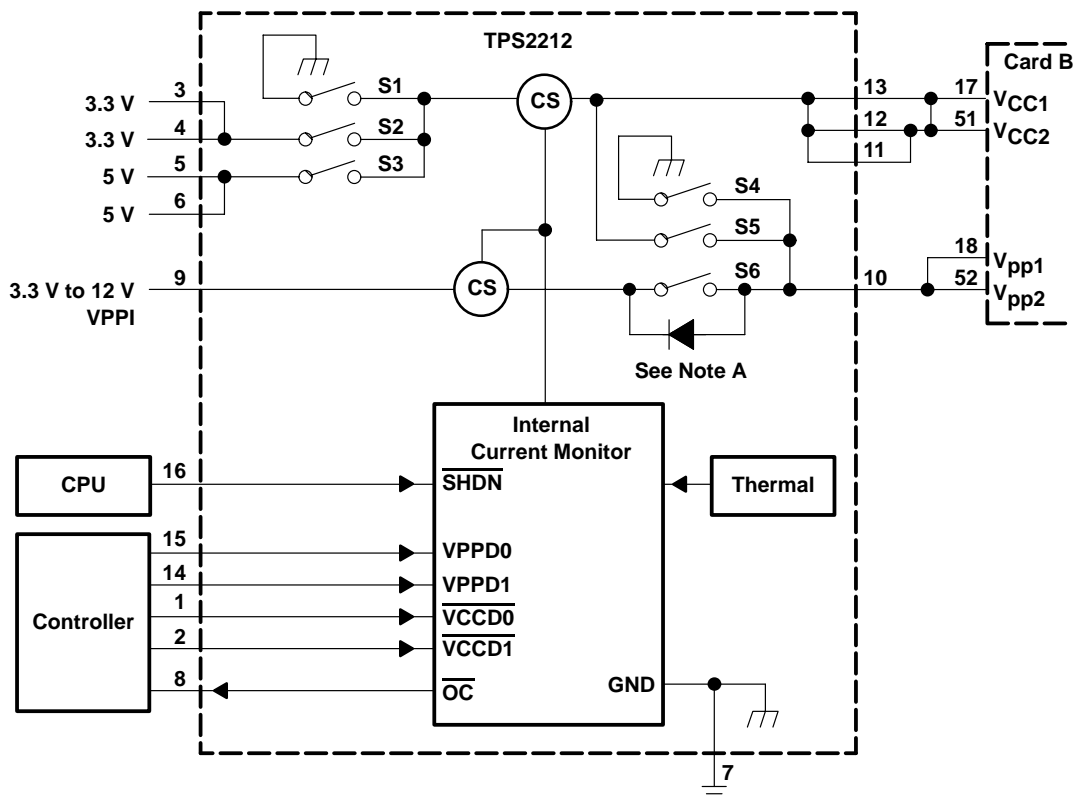 TPS2212
Card B
3
3.3 V
4
3.3 V
5
5 V
6
5 V
S1
S2
S3
CS
13
17
VCC1
12
51
VCC2
11
S4
S5
S6
9
3.3 V to 12 V
VPPI
CS
10
18
Vpp1
52
Vpp2
See Note A
Internal
Current Monitor
CPU
16
SHDN
Thermal
Controller
15
VPPD0
14
VPPD1
1
VCCD0
2
VCCD1
8
OC
GND
7